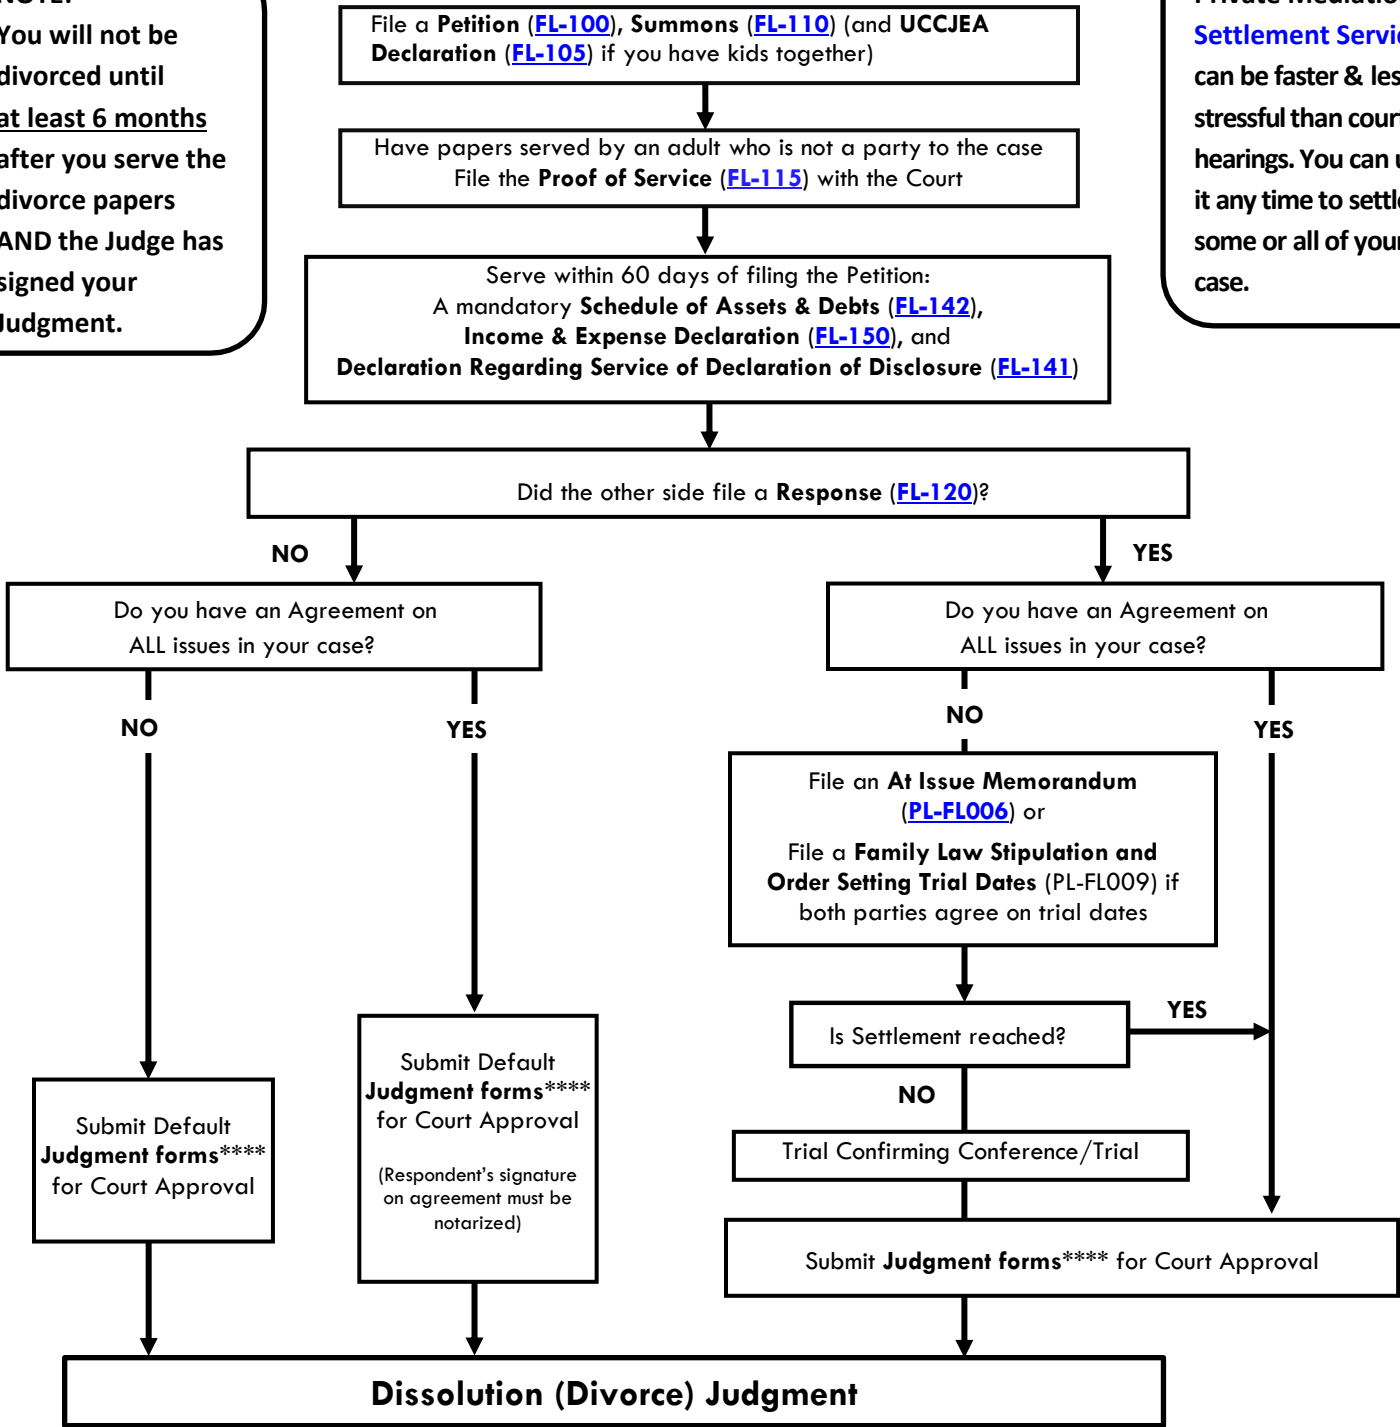 NOTE:
You will not be
divorced until
at least 6 months
after you serve the
divorce papers
AND the Judge has
signed your
Judgment.
File a Petition (FL-100), Summons (FL-110) (and UCCJEA
Declaration (FL-105) if you have kids together)
Private Mediation
Settlement Servic
can be faster & les
stressful than cour
hearings. You can u
it any time to settl
some or all of your
case.
Have papers served by an adult who is not a party to the case
File the Proof of Service (FL-115) with the Court
Serve within 60 days of filing the Petition:
A mandatory Schedule of Assets & Debts (FL-142),
Income & Expense Declaration (FL-150), and
Declaration Regarding Service of Declaration of Disclosure (FL-141)
Did the other side file a Response (FL-120)?
NO
YES
Do you have an Agreement on
ALL issues in your case?
Do you have an Agreement on
ALL issues in your case?
NO
YES
NO
YES
File an At Issue Memorandum
(PL-FL006) or
File a Family Law Stipulation and
Order Setting Trial Dates (PL-FL009) if
both parties agree on trial dates
Is Settlement reached?
YES
NO
Trial Confirming Conference/Trial
Submit Default
Judgment forms****
for Court Approval
Submit Default
Judgment forms****
for Court Approval
(Respondent's signature
on agreement must be
notarized)
Submit Judgment forms**** for Court Approval
Dissolution (Divorce) Judgment